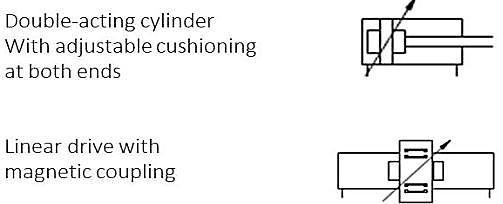 Double-acting cylinder
With adjustable cushioning
at both ends
Linear drive with
magnetic coupling